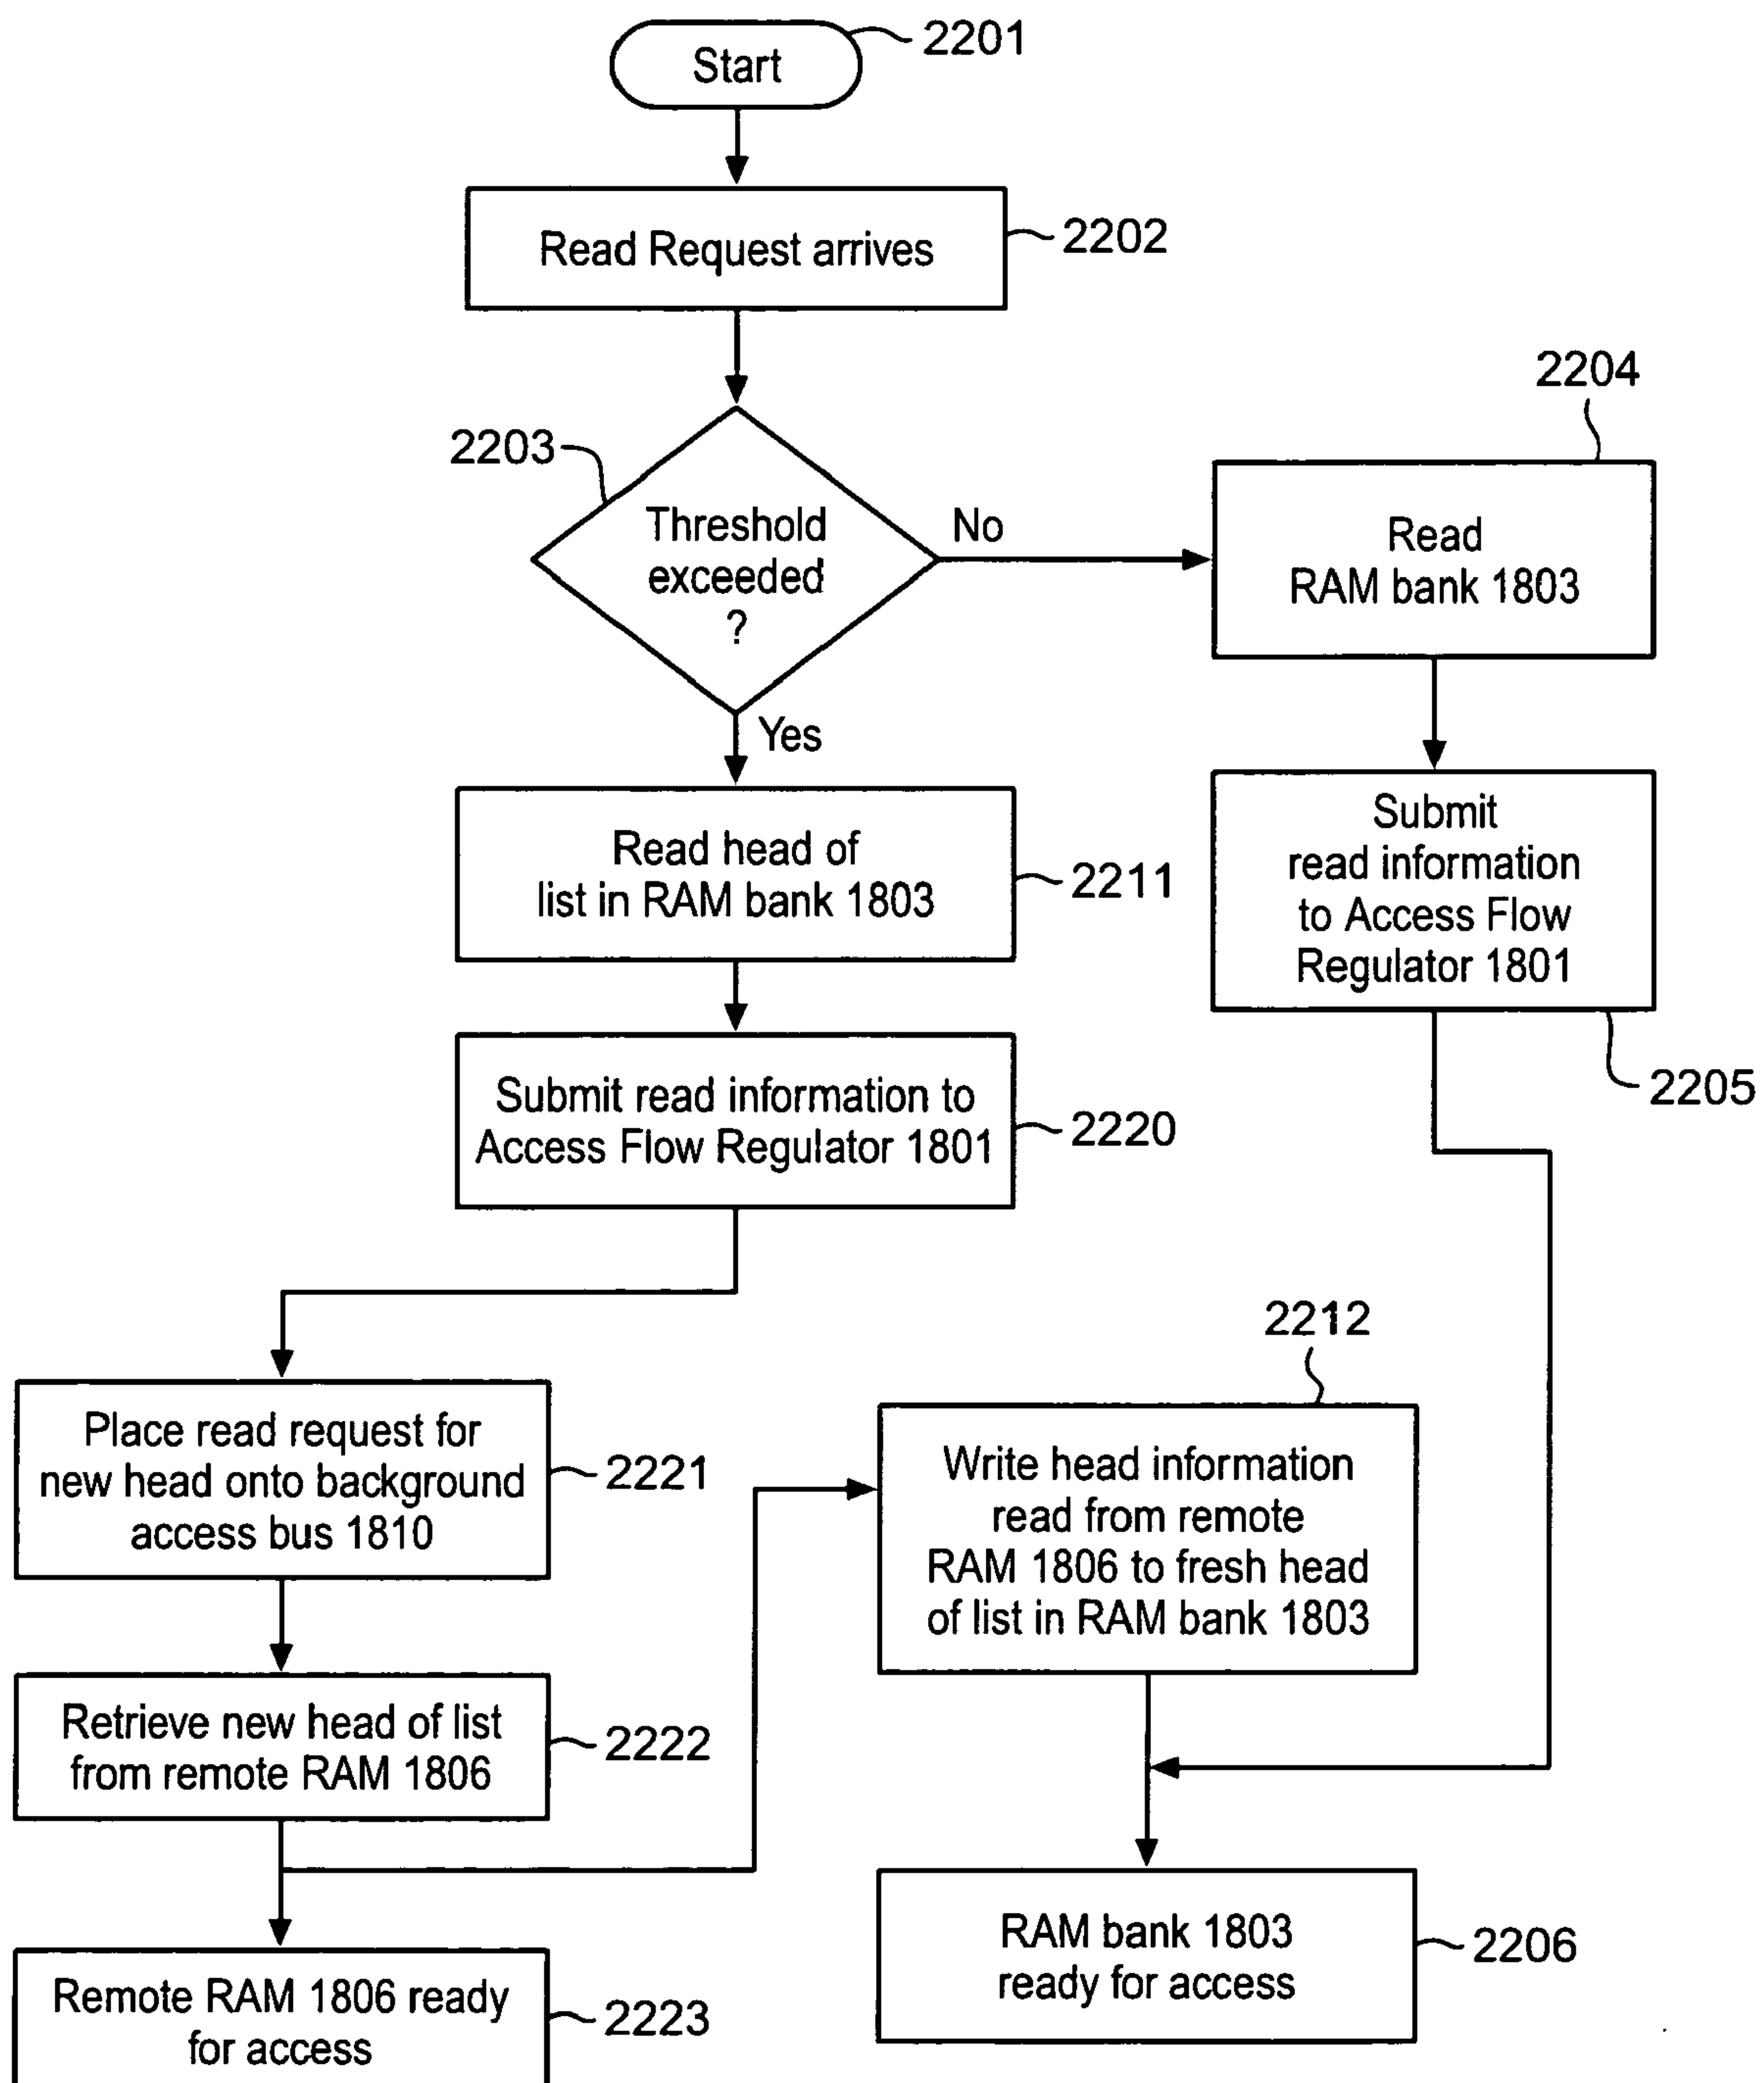 Start
2201
Read Request arrives
2202
2203
Threshold
exceeded
?
No
Yes
2204
Read
RAM bank 1803
Submit
read information
to Access Flow
Regulator 1801
2205
Read head of
list in RAM bank 1803
2211
Submit read information to
Access Flow Regulator 1801
2220
Place read request for
new head onto background
access bus 1810
2221
2212
Write head information
read from remote
RAM 1806 to fresh head
of list in RAM bank 1803
Retrieve new head of list
from remote RAM 1806
2222
Remote RAM 1806 ready
for access
2223
RAM bank 1803
ready for access
2206